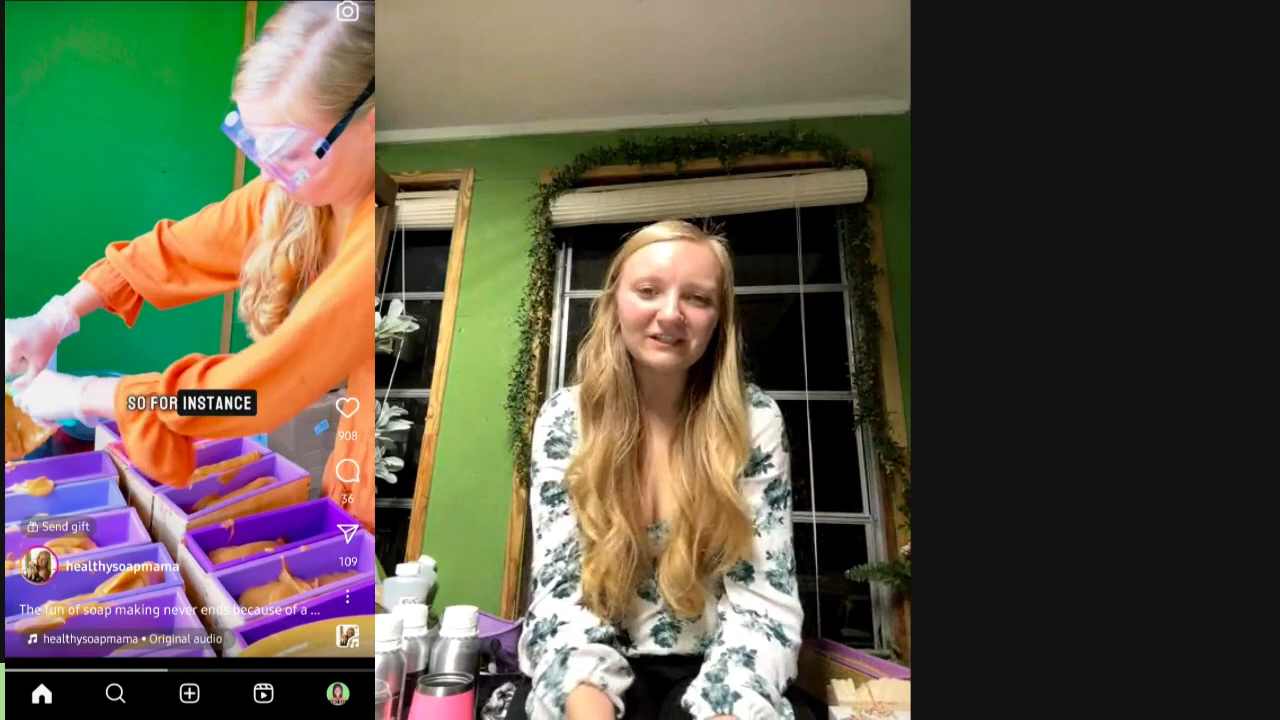 SO FOR INSTANCE
908
36
Send gift
healthysoapmama
109
The fun of soap making never ends because of a ...
healthysoapmama • Original audio